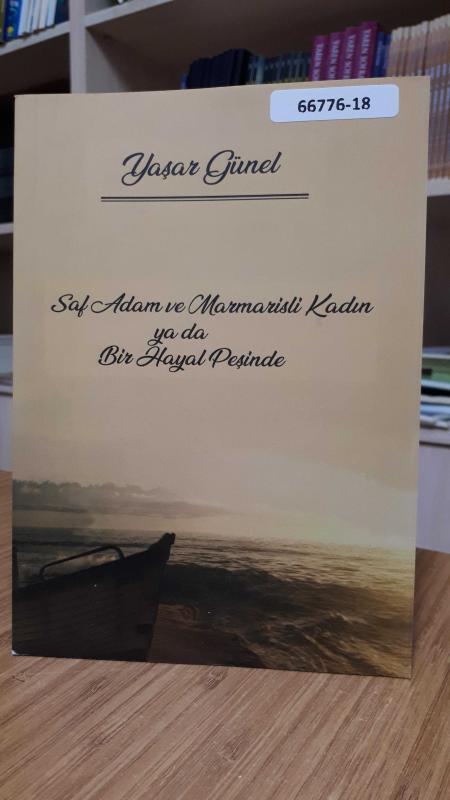 66776-18
Yaşar Günel
Saf Adam ve Marmarisli Kadın
ya da
Bir Hayal Peşinde